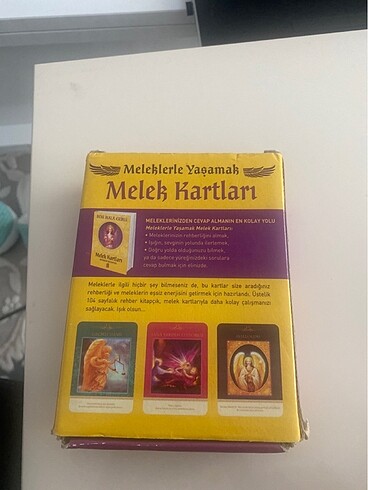 Meleklerle Yaşamak
Melek Kartları
MELEKLERİNİZDEN CEVAP ALMANIN EN KOLAY YOLU
Meleklerle Yaşamak Melek Kartları:
• Meleklerinizin rehberliğini almak,
• Işığın, sevginin yolunda ilerlemek,
• Doğru yolda olduğunuzu bilmek,
ya da sadece yüreğinizdeki sorulara
cevap bulmak için elinizde.
Melek Kartları
Meleklerle ilgili hiçbir şey bilmeseniz de, bu kartlar size aradığınız
rehberliği ve meleklerin eşsiz enerjisini getirmek için hazırlandı. Üstelik
104 sayfalık rehber kitapçık, melek kartlarıyla daha kolay çalışmanızı
sağlayacak. Işık olsun...